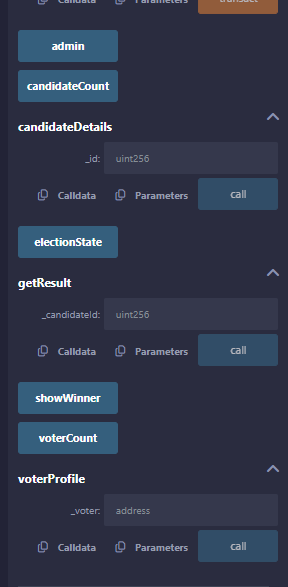 Calldata Parameters transact
admin
candidateCount
candidateDetails
_id: uint256
Calldata Parameters call
electionState
getResult
_candidateId: uint256
Calldata Parameters call
showWinner
voterCount
voterProfile
_voter: address
Calldata Parameters call